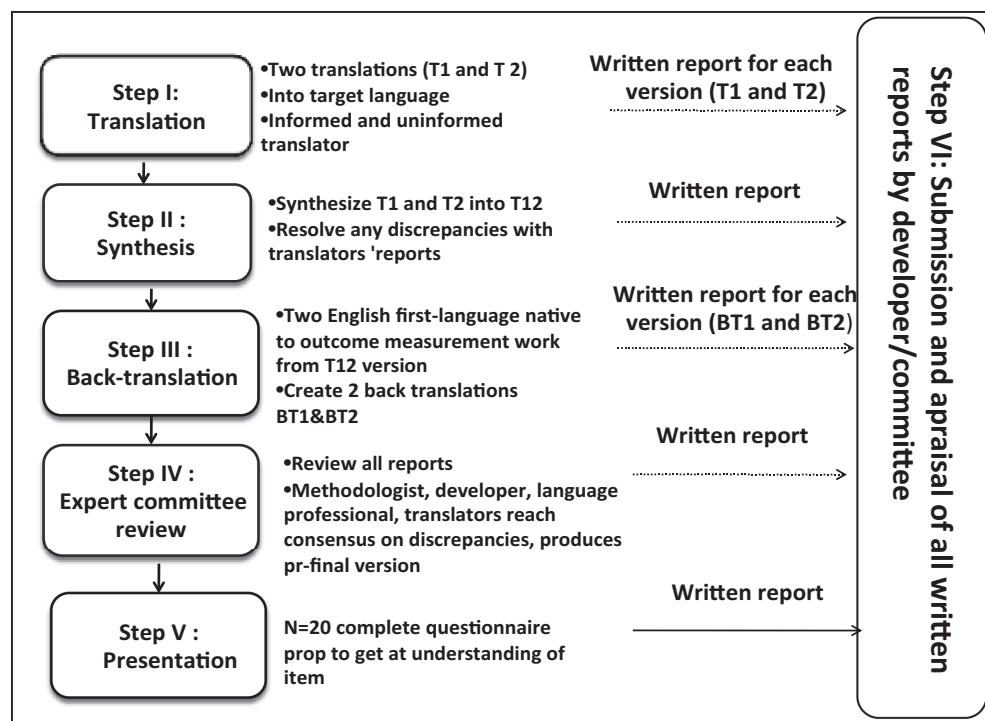 Step I:
Translation
•Two translations (T1 and T 2)
•Into target language
•Informed and uninformed
translator
Written report for each
version (T1 and T2)
Step II :
Synthesis
•Synthesize T1 and T2 into T12
•Resolve any discrepancies with
translators 'reports
Written report
Step III :
Back-translation
•Two English first-language native
to outcome measurement work
from T12 version
•Create 2 back translations
BT1&BT2
Written report for each
version (BT1 and BT2)
Step IV :
Expert committee
review
•Review all reports
•Methodologist, developer, language
professional, translators reach
consensus on discrepancies, produces
pr-final version
Written report
Step V :
Presentation
N=20 complete questionnaire
prop to get at understanding of
item
Written report
Step VI: Submission and appraisal of all written
reports by developer/committee